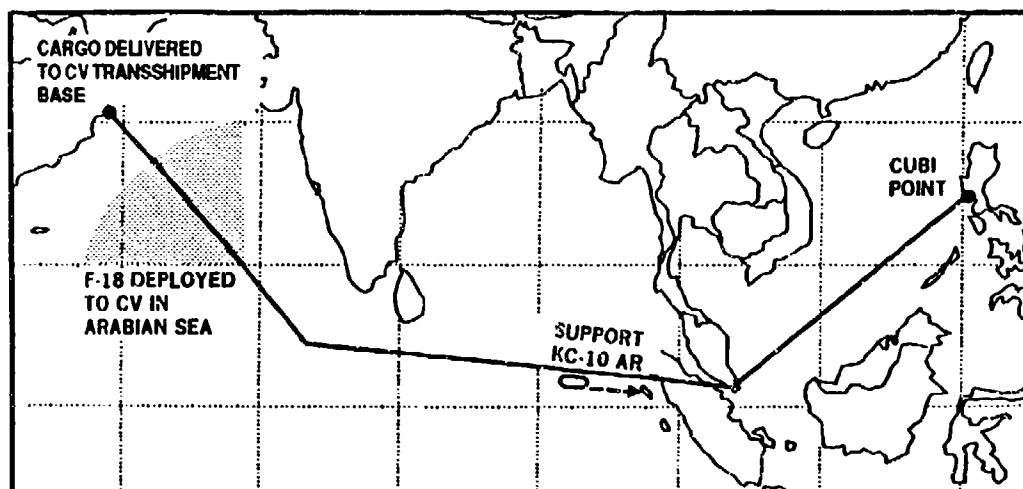 CARGO DELIVERED
TO CV TRANSSHIPMENT
BASE
CUBI
POINT
F-18 DEPLOYED
TO CV IN
ARABIAN SEA
SUPPORT
KC-10 AR